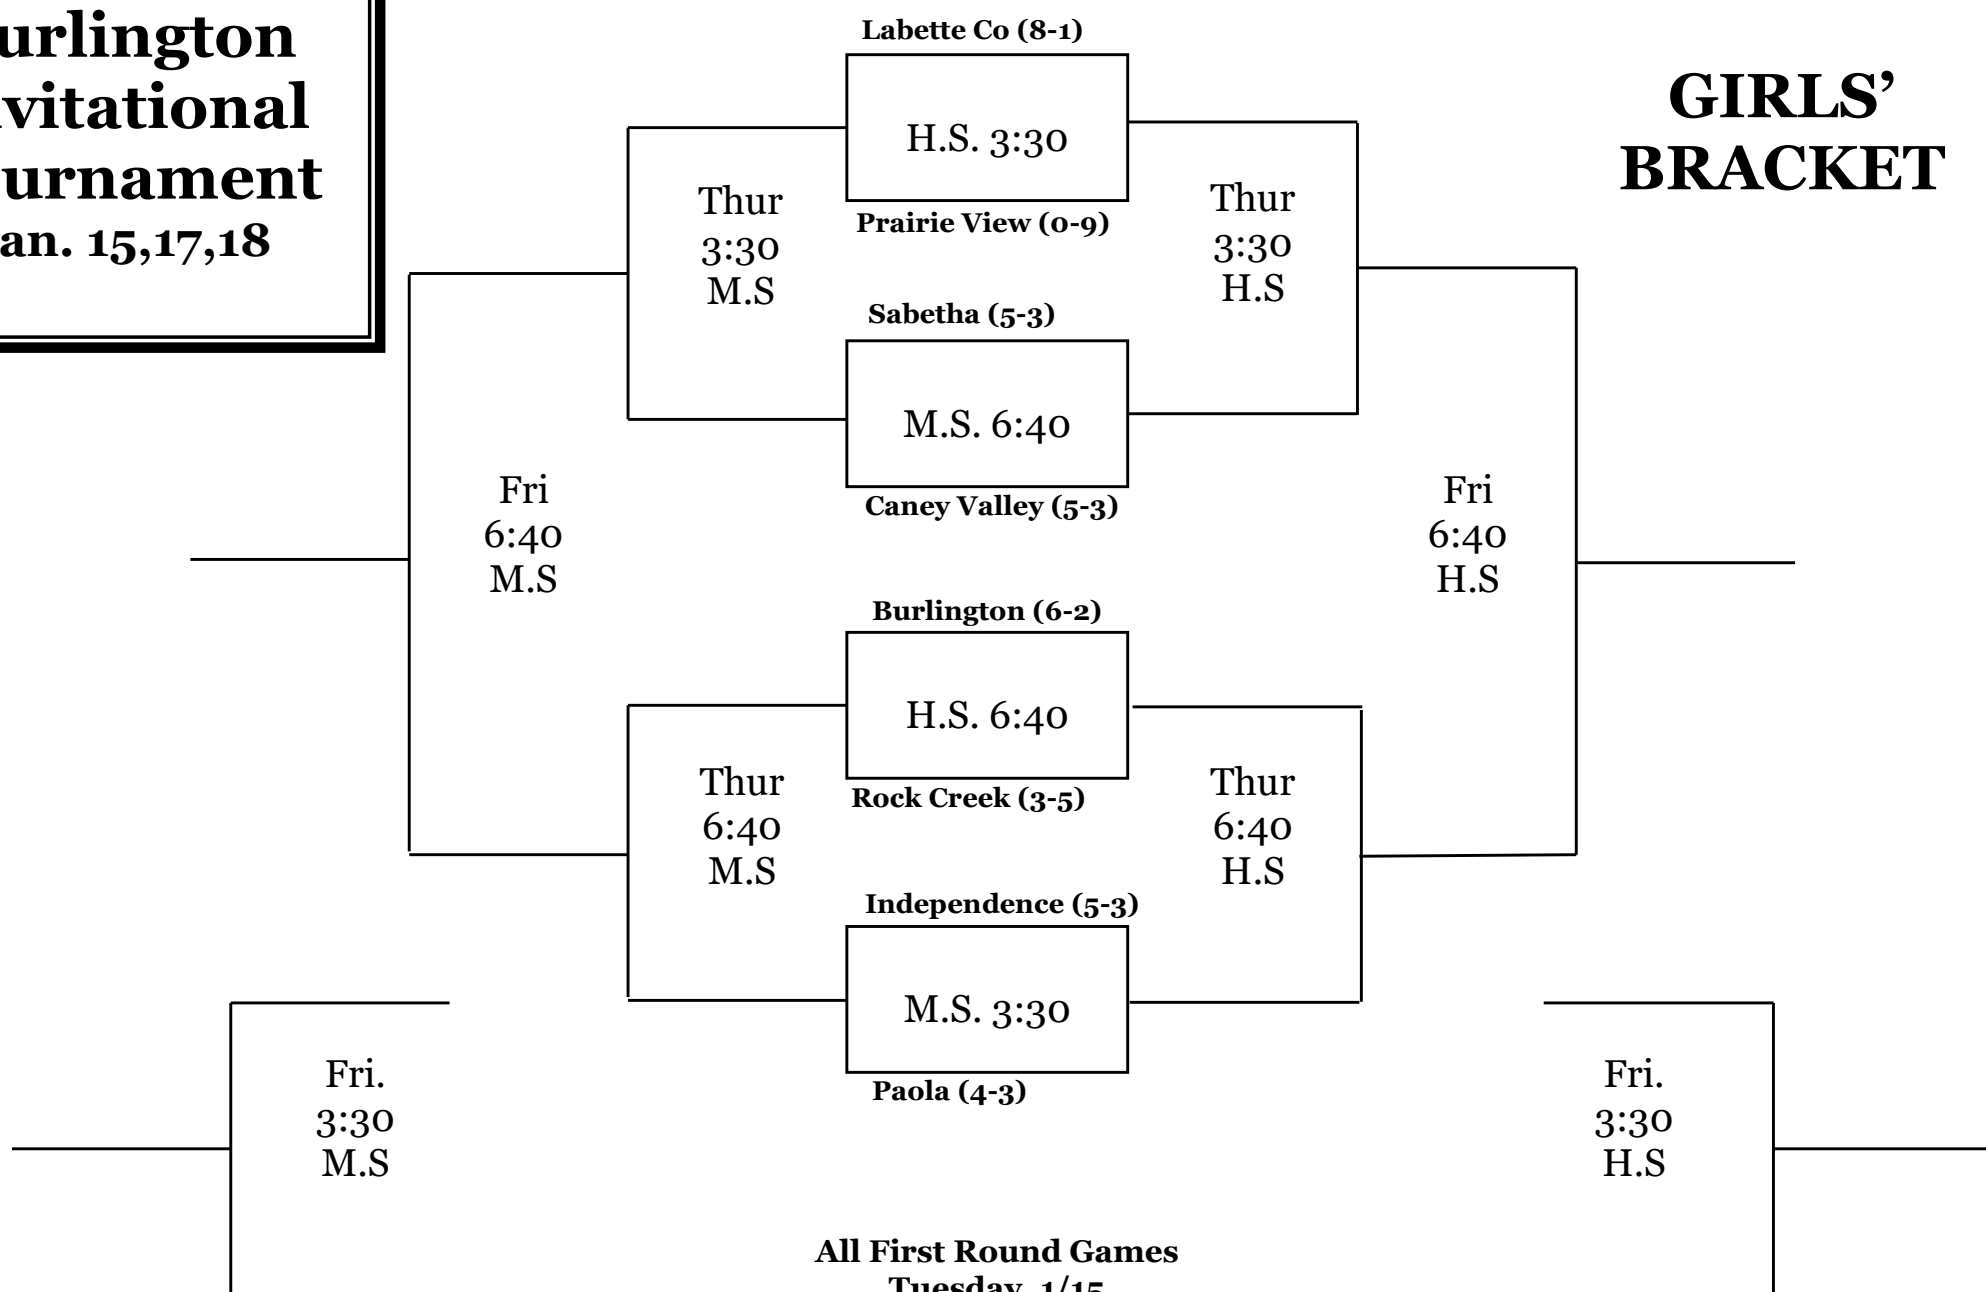 urlington
vitational
urnament
an. 15,17,18
GIRLS’
BRACKET
Labette Co (8-1)
H.S. 3:30
Prairie View (0-9)
Thur
3:30
M.S
Thur
3:30
H.S
Sabetha (5-3)
M.S. 6:40
Caney Valley (5-3)
Fri
6:40
M.S
Fri
6:40
H.S
Burlington (6-2)
H.S. 6:40
Rock Creek (3-5)
Thur
6:40
M.S
Thur
6:40
H.S
Independence (5-3)
M.S. 3:30
Paola (4-3)
Fri.
3:30
M.S
Fri.
3:30
H.S
All First Round Games
Tuesday, 1/15